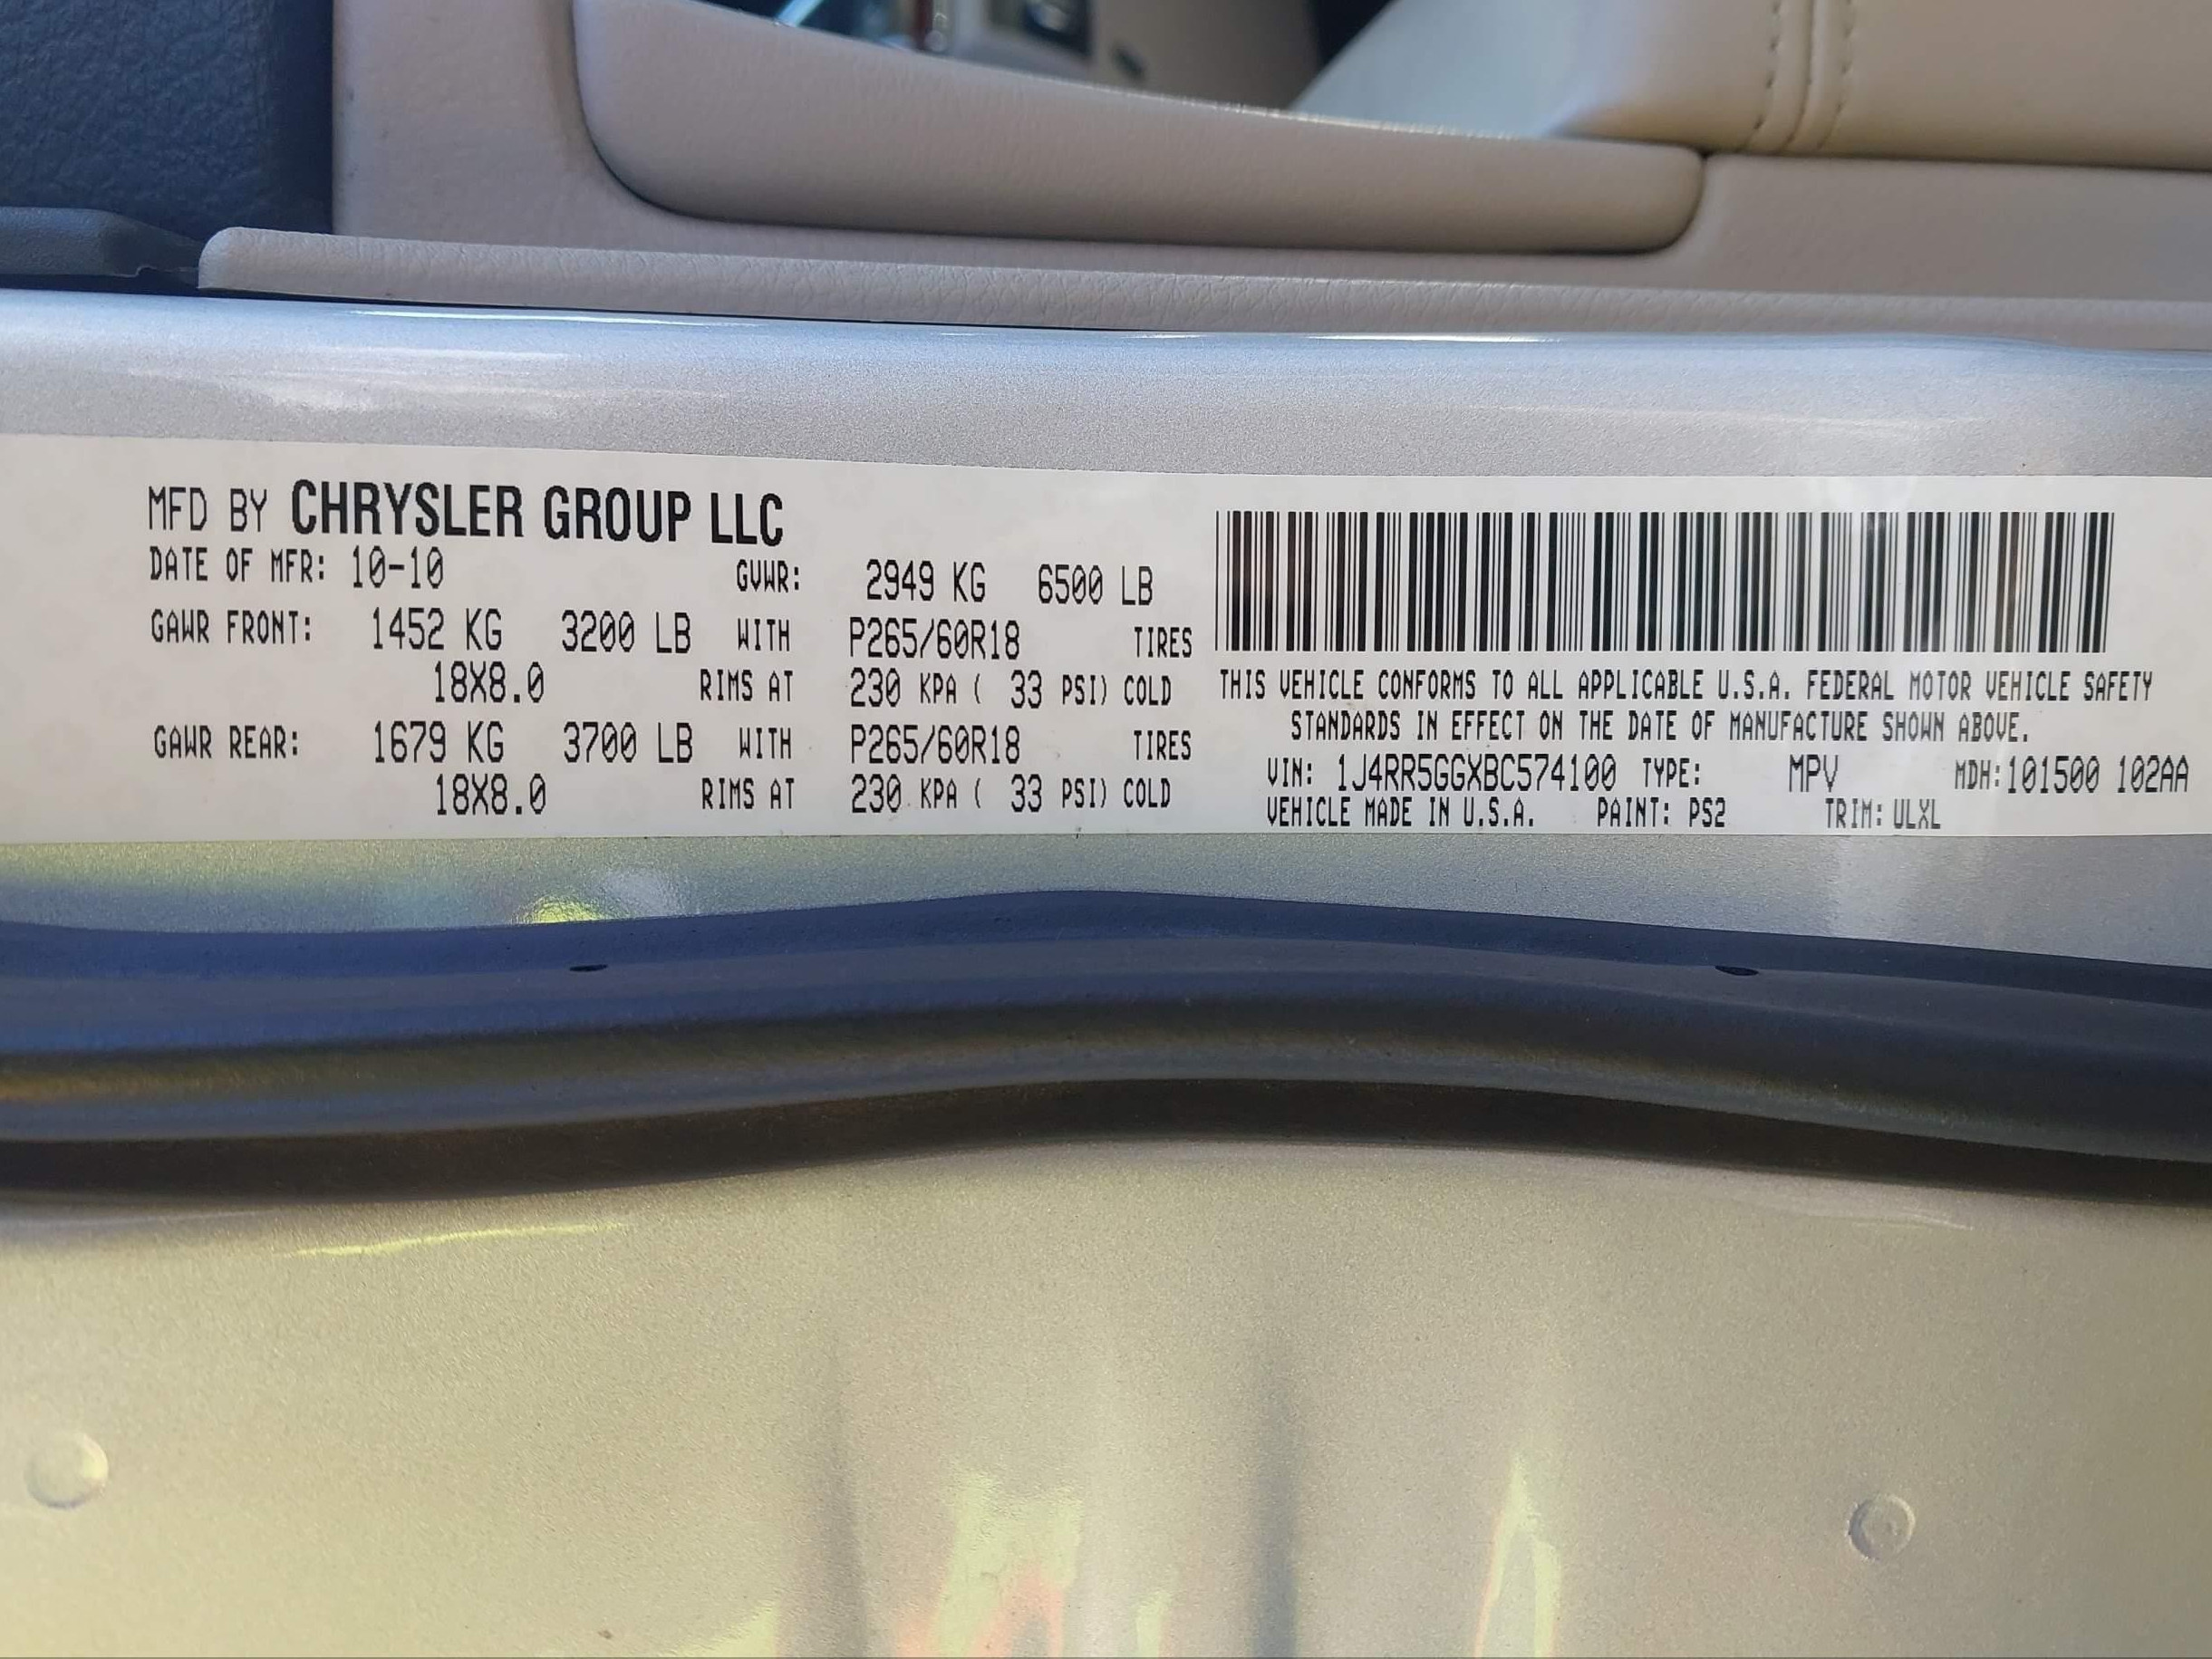 MFD BY CHRYSLER GROUP LLC
DATE OF MFR: 10-10 GVWR: 2949 KG 6500 LB
GAWR FRONT: 1452 KG 3200 LB WITH P265/60R18 TIRES
18X8.0 RIMS AT 230 KPA ( 33 PSI) COLD
GAWR REAR: 1679 KG 3700 LB WITH P265/60R18 TIRES
18X8.0 RIMS AT 230 KPA ( 33 PSI) COLD
THIS VEHICLE CONFORMS TO ALL APPLICABLE U.S.A. FEDERAL MOTOR VEHICLE SAFETY
STANDARDS IN EFFECT ON THE DATE OF MANUFACTURE SHOWN ABOVE.
VIN: 1J4RR5GGXBC574100 TYPE: MPV MDH:101500 102AA
VEHICLE MADE IN U.S.A. PAINT: PS2 TRIM: ULXL